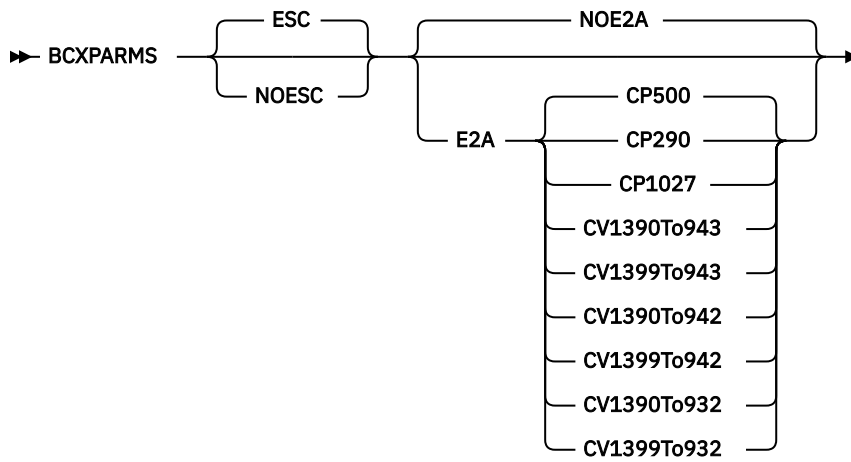 ESC
NOE2A
BCXPARMS
NOESC
CP500
E2A
CP290
CP1027
CV1390To943
CV1399To943
CV1390To942
CV1399To942
CV1390To932
CV1399To932